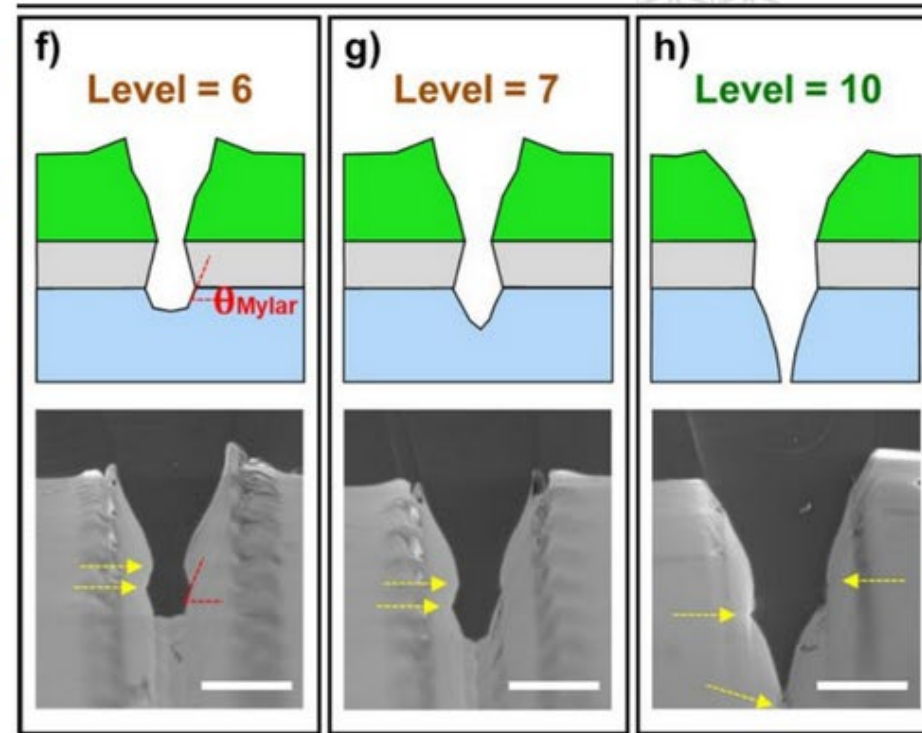 f)
Level = 6
θMylar
g)
Level = 7
h)
Level = 10